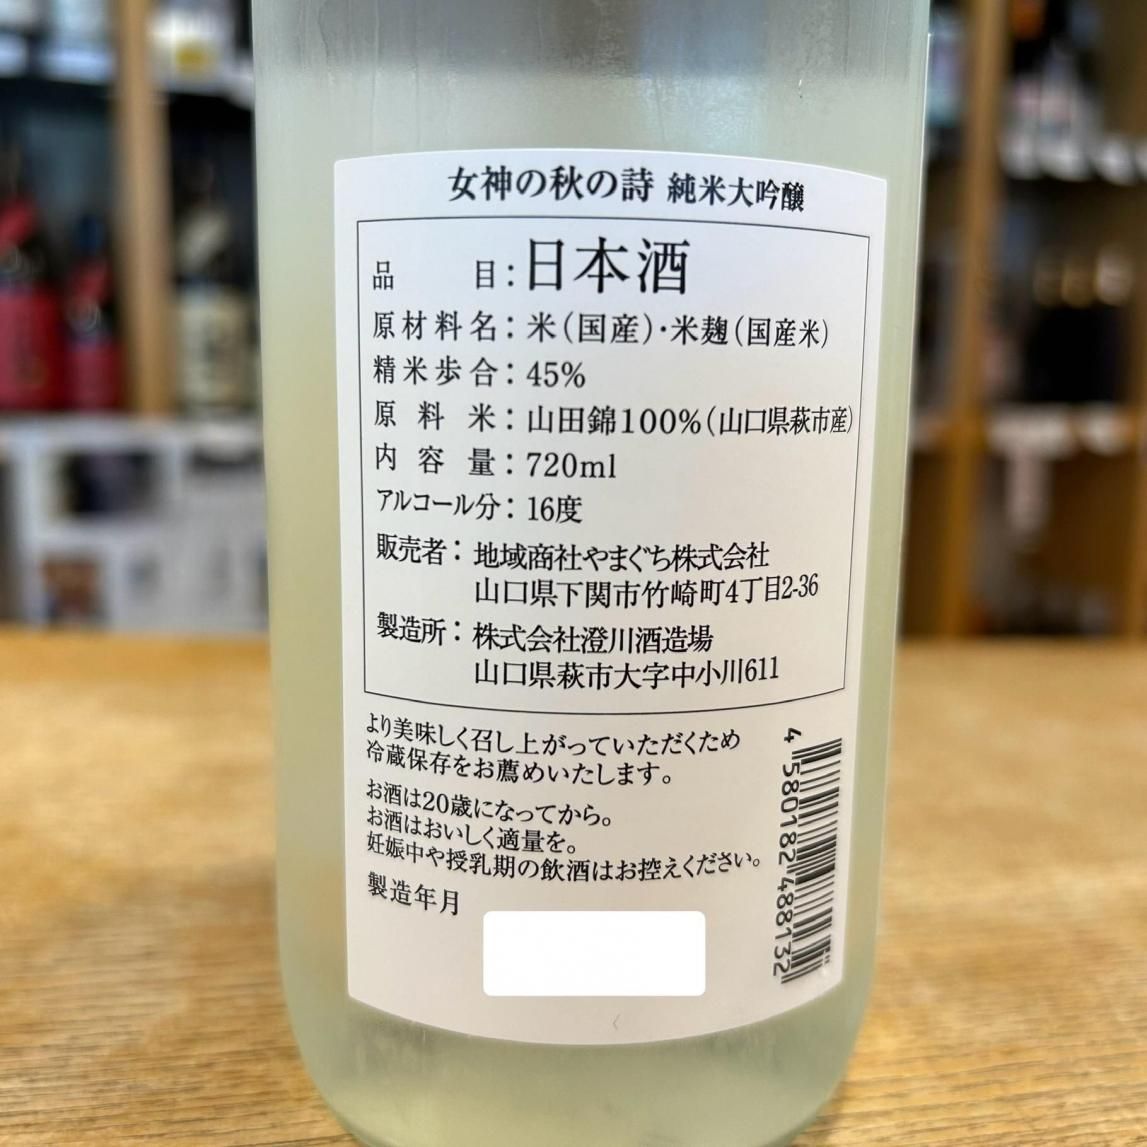 女神の秋の詩 純米大吟醸
品目：日本酒
原材料名：米（国産）・米麹（国産米）
精米歩合：45%
原料米：山田錦100%（山口県萩市産）
内容量：720ml
アルコール分：16度
販売者：地域商社やまぐち株式会社
山口県下関市竹崎町4丁目2-36
製造所：株式会社澄川酒造場
山口県萩市大字中小川611
より美味しく召し上がっていただくため
冷蔵保存をお薦めいたします。
お酒は20歳になってから。
お酒はおいしく適量を。
妊娠中や授乳期の飲酒はお控えください。
製造年月
4 580182 488132